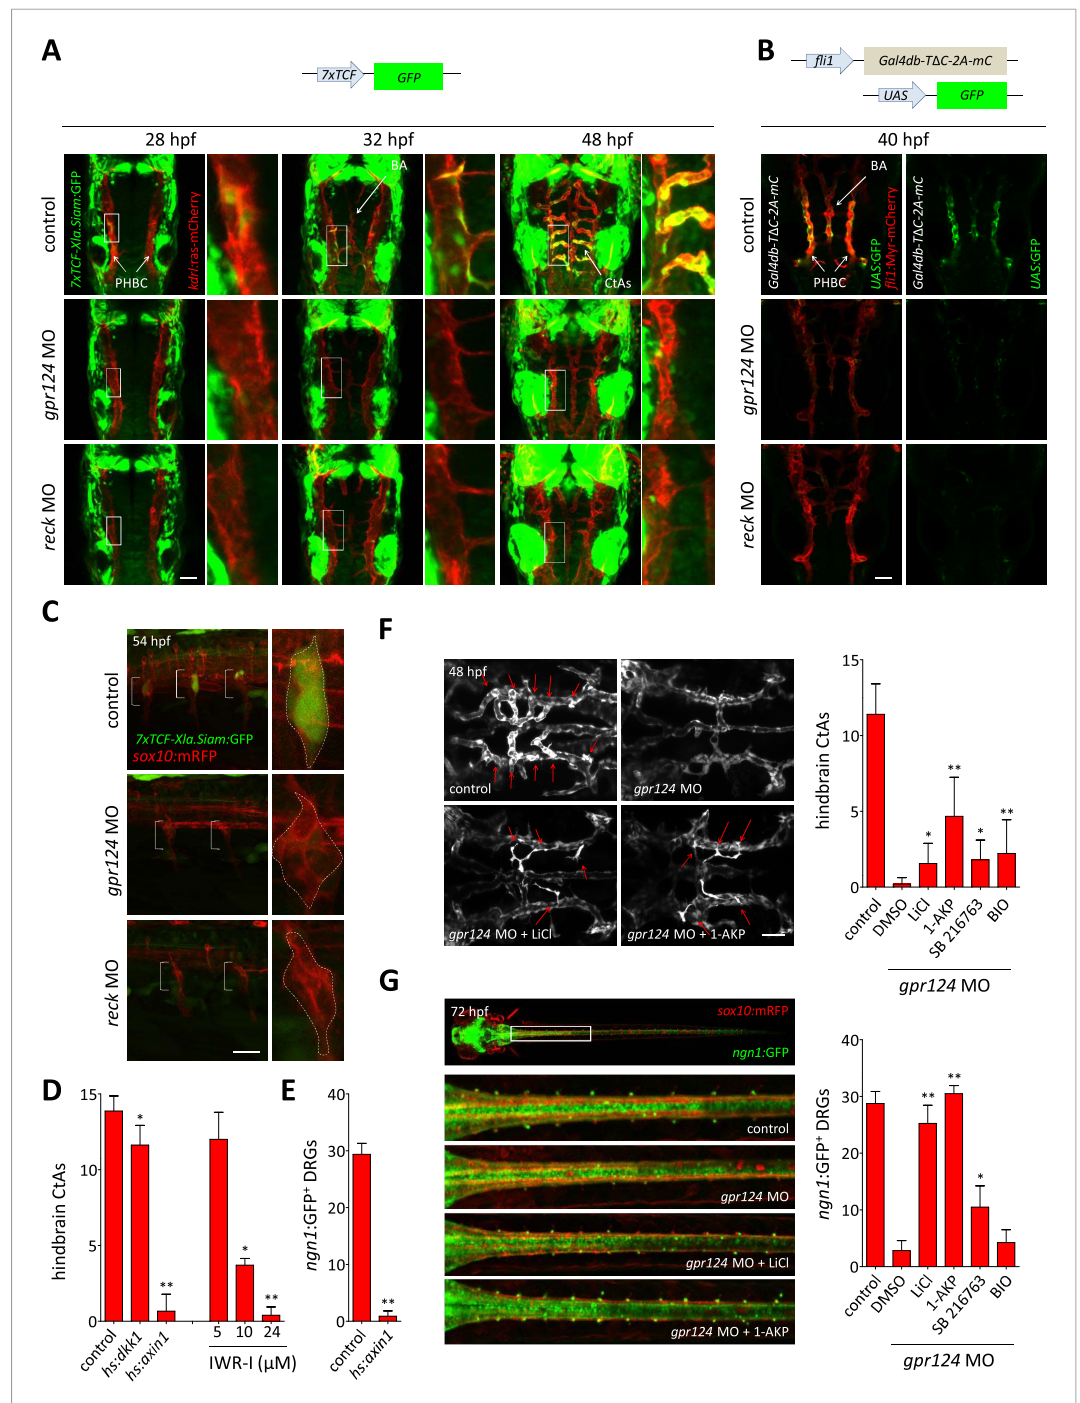 A
7xTCF
GFP
28 hpf
32 hpf
48 hpf
control
gpr124 MO
reck MO
7xTCF-Xla.Siam:GFP
kdrl:ras-mCherry
PHBC
BA
CtAs
B
fli1
Gal4db-TΔC-2A-mC
UAS
GFP
40 hpf
control
gpr124 MO
reck MO
Gal4db-TΔC-2A-mC
BA
PHBC
UAS:GFP
fli1:Myr-mCherry
Gal4db-TΔC-2A-mC
UAS:GFP
C
54 hpf
control
7xTCF-Xla.Siam:GFP
sox10:mRFP
gpr124 MO
reck MO
D
hindbrain CtAs
15
10
5
0
*
**
*
**
control
hs:dkk1
hs:axin1
5
10
24
IWR-I (µM)
E
ngn1:GFP+ DRGs
40
30
20
10
0
**
control
hs:axin1
F
48 hpf
control
gpr124 MO
gpr124 MO + LiCl
gpr124 MO + 1-AKP
hindbrain CtAs
15
10
5
0
*
**
*
**
control
DMSO
LiCl
1-AKP
SB 216763
BIO
gpr124 MO
G
72 hpf
sox10:mRFP
ngn1:GFP
control
gpr124 MO
gpr124 MO + LiCl
gpr124 MO + 1-AKP
ngn1:GFP+ DRGs
40
30
20
10
0
**
**
*
control
DMSO
LiCl
1-AKP
SB 216763
BIO
gpr124 MO